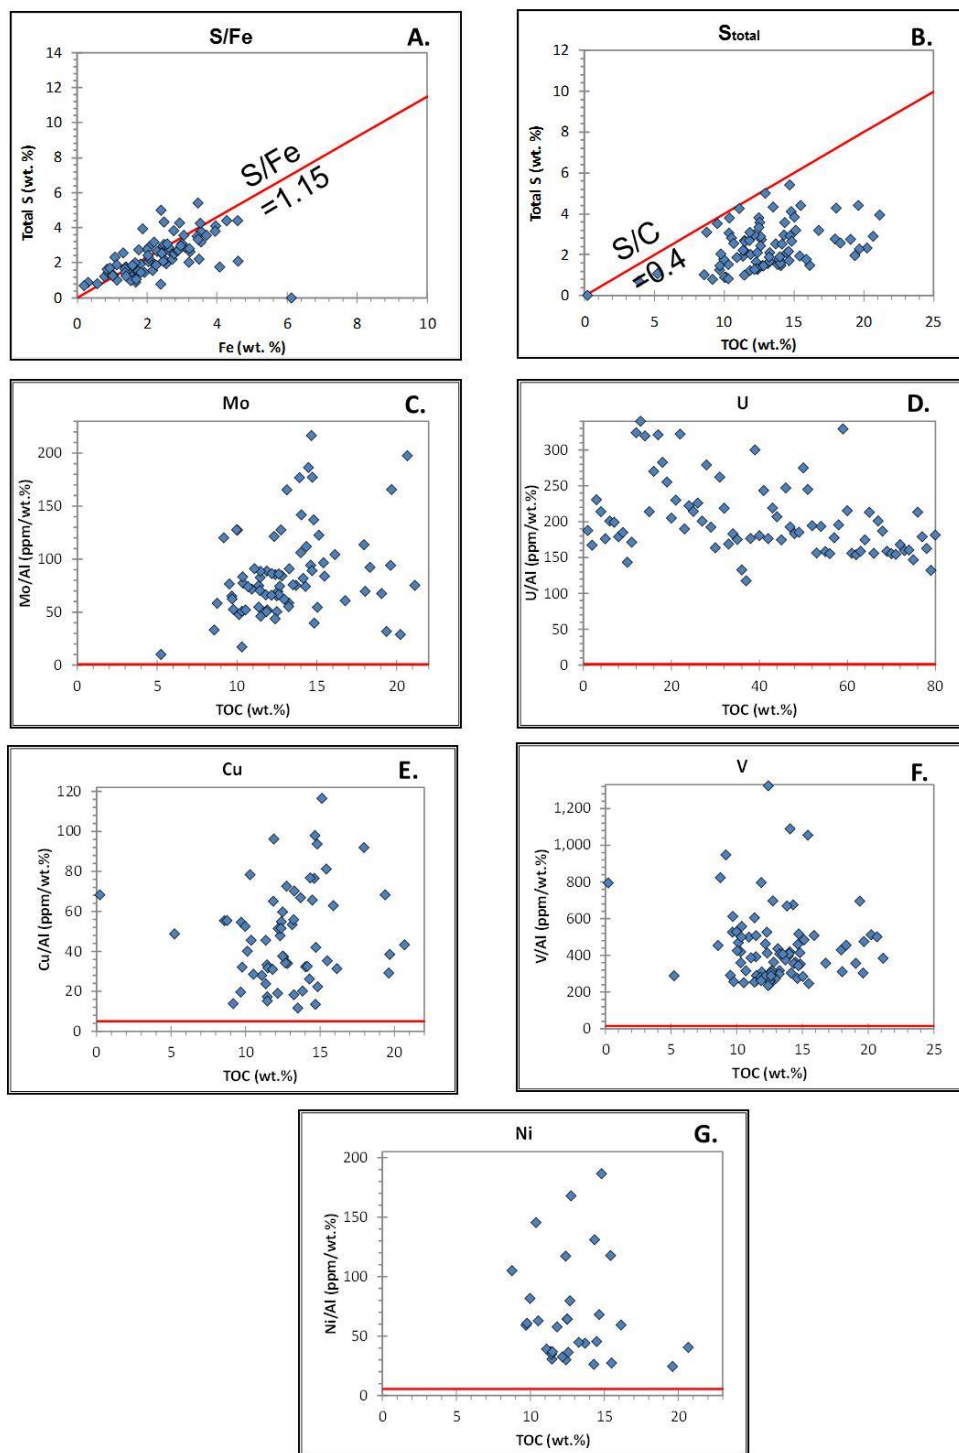 S/Fe
A.
14
12
10
8
6
4
2
0
0 2 4 6 8 10
Total S (wt. %)
Fe (wt. %)
S/Fe
=1.15
Stotal
B.
12
10
8
6
4
2
0
0 5 10 15 20 25
Total S (wt. %)
TOC (wt.%)
S/C
=0.4
Mo
C.
200
150
100
50
0
0 5 10 15 20
Mo/Al (ppm/wt.%)
TOC (wt.%)
U
D.
300
250
200
150
100
50
0
0 20 40 60 80
U/Al (ppm/wt.%)
TOC (wt.%)
Cu
E.
120
100
80
60
40
20
0
0 5 10 15 20
Cu/Al (ppm/wt.%)
TOC (wt.%)
V
F.
1,200
1,000
800
600
400
200
0
0 5 10 15 20 25
V/Al (ppm/wt.%)
TOC (wt.%)
Ni
G.
200
150
100
50
0
0 5 10 15 20
Ni/Al (ppm/wt.%)
TOC (wt.%)